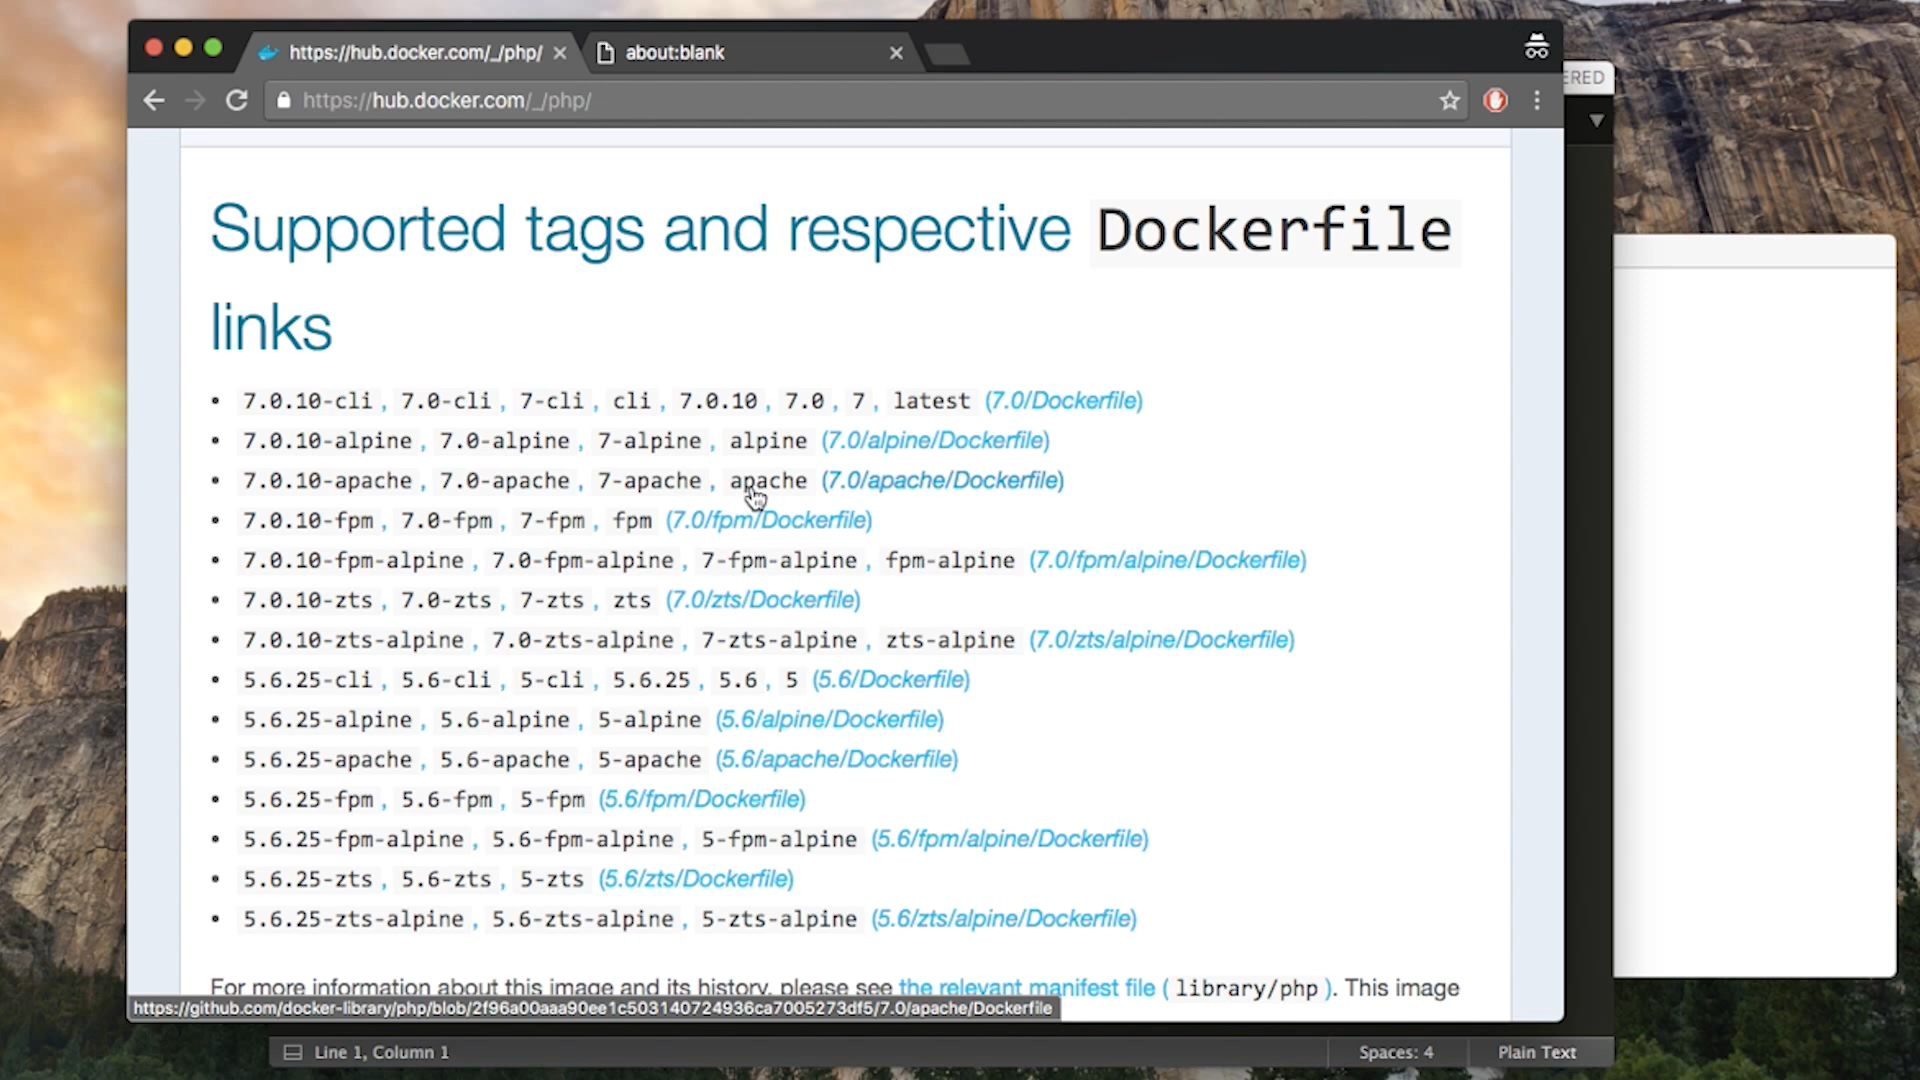 https://hub.docker.com/_/php/
about:blank
ERED
https://hub.docker.com/_/php/
Supported tags and respective Dockerfile
links
• 7.0.10-cli , 7.0-cli , 7-cli , cli , 7.0.10 , 7.0 , 7 , latest (7.0/Dockerfile)
• 7.0.10-alpine , 7.0-alpine , 7-alpine , alpine (7.0/alpine/Dockerfile)
• 7.0.10-apache , 7.0-apache , 7-apache , apache (7.0/apache/Dockerfile)
• 7.0.10-fpm , 7.0-fpm , 7-fpm , fpm (7.0/fpm/Dockerfile)
• 7.0.10-fpm-alpine , 7.0-fpm-alpine , 7-fpm-alpine , fpm-alpine (7.0/fpm/alpine/Dockerfile)
• 7.0.10-zts , 7.0-zts , 7-zts , zts (7.0/zts/Dockerfile)
• 7.0.10-zts-alpine , 7.0-zts-alpine , 7-zts-alpine , zts-alpine (7.0/zts/alpine/Dockerfile)
• 5.6.25-cli , 5.6-cli , 5-cli , 5.6.25 , 5.6 , 5 (5.6/Dockerfile)
• 5.6.25-alpine , 5.6-alpine , 5-alpine (5.6/alpine/Dockerfile)
• 5.6.25-apache , 5.6-apache , 5-apache (5.6/apache/Dockerfile)
• 5.6.25-fpm , 5.6-fpm , 5-fpm (5.6/fpm/Dockerfile)
• 5.6.25-fpm-alpine , 5.6-fpm-alpine , 5-fpm-alpine (5.6/fpm/alpine/Dockerfile)
• 5.6.25-zts , 5.6-zts , 5-zts (5.6/zts/Dockerfile)
• 5.6.25-zts-alpine , 5.6-zts-alpine , 5-zts-alpine (5.6/zts/alpine/Dockerfile)
For more information about this image and its history, please see the relevant manifest file ( library/php ). This image
https://github.com/docker-library/php/blob/2f96a00aaa90ee1c503140724936ca7005273df5/7.0/apache/Dockerfile
Line 1, Column 1
Spaces: 4
Plain Text